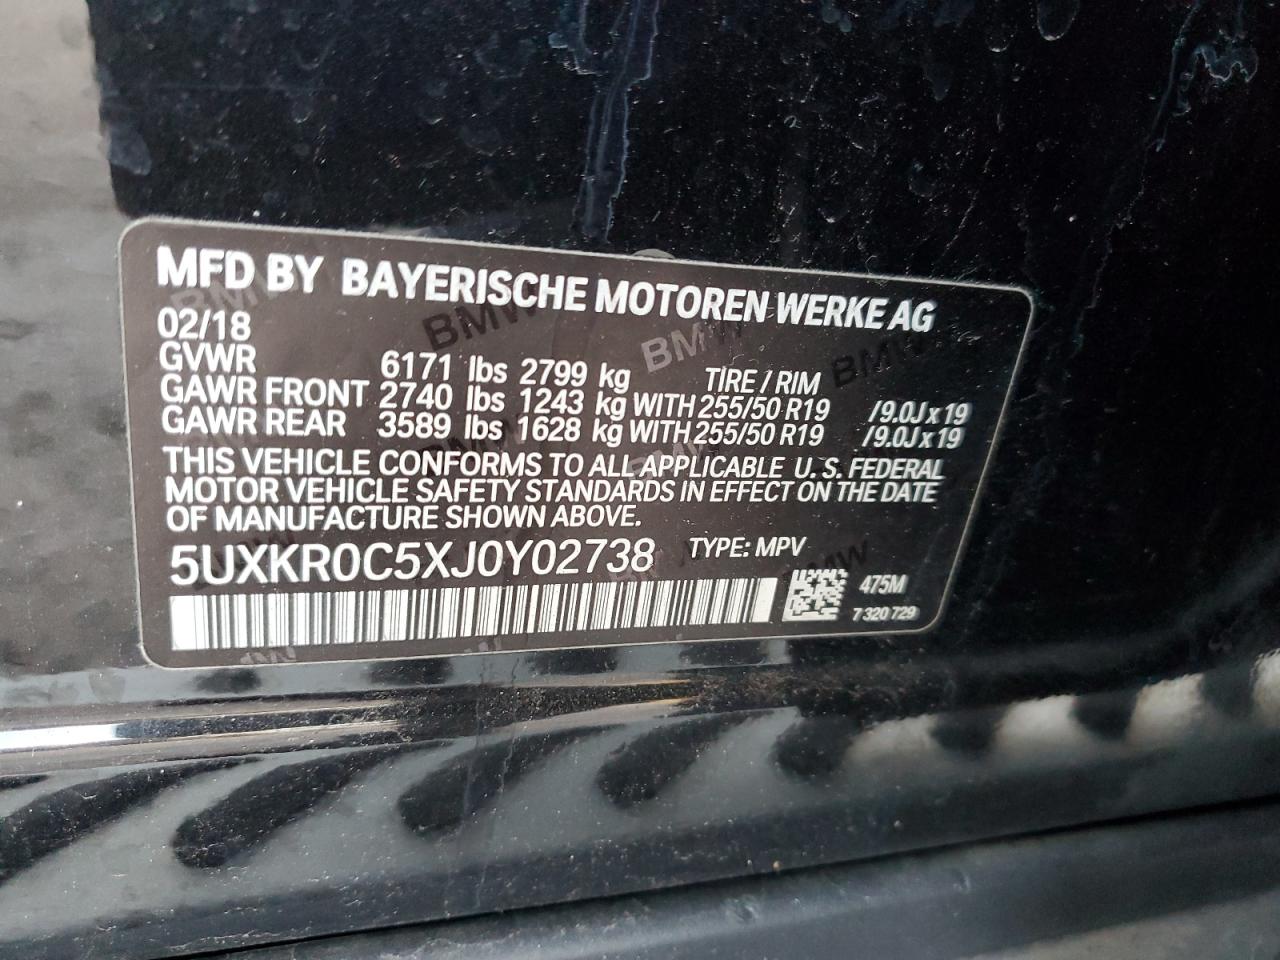 MFD BY BAYERISCHE MOTOREN WERKE AG
02/18
GVWR 6171 lbs 2799 kg TIRE / RIM
GAWR FRONT 2740 lbs 1243 kg WITH 255/50 R19 /9.0J x 19
GAWR REAR 3589 lbs 1628 kg WITH 255/50 R19 /9.0J x 19
THIS VEHICLE CONFORMS TO ALL APPLICABLE U. S. FEDERAL
MOTOR VEHICLE SAFETY STANDARDS IN EFFECT ON THE DATE
OF MANUFACTURE SHOWN ABOVE.
5UXKR0C5XJ0Y02738 TYPE: MPV
475M
7 320 729